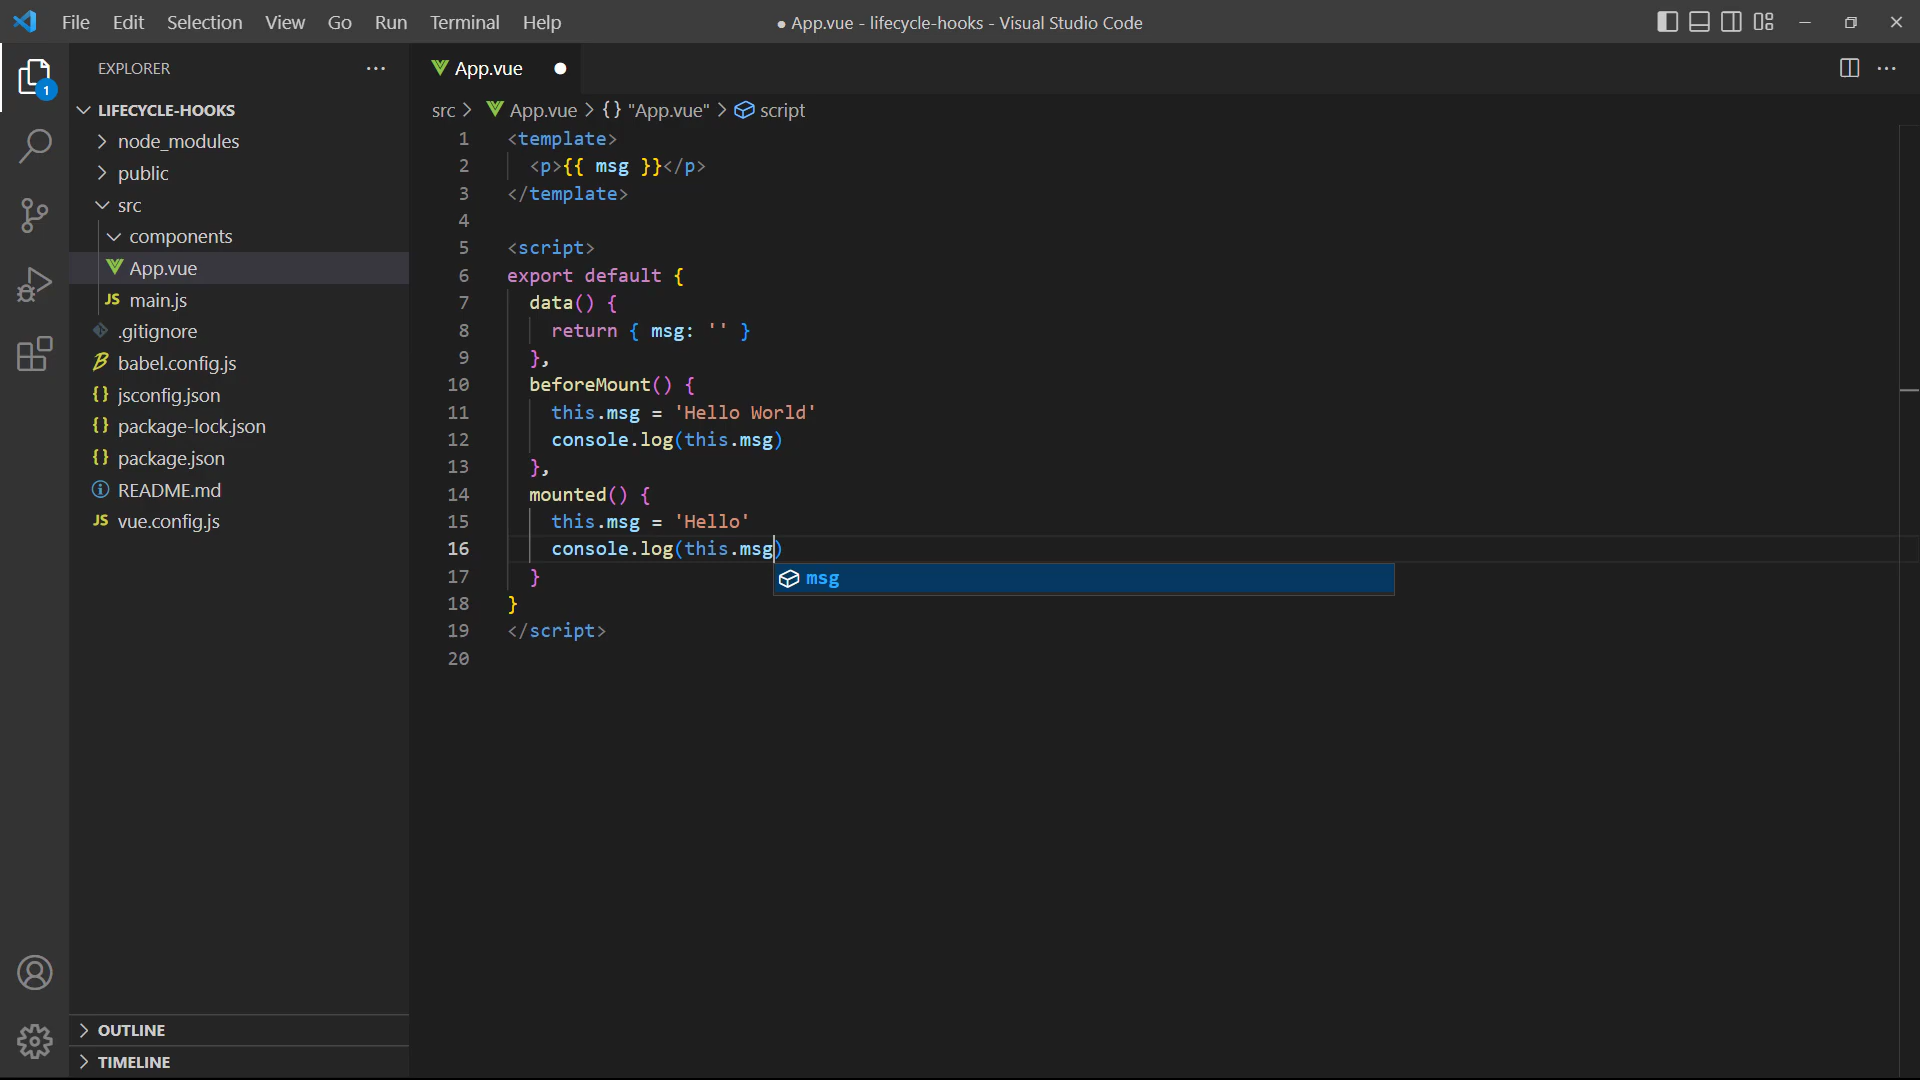 File Edit Selection View Go Run Terminal Help
● App.vue - lifecycle-hooks - Visual Studio Code
EXPLORER
1
LIFECYCLE-HOOKS
node_modules
public
src
components
App.vue
JS main.js
.gitignore
babel.config.js
{} jsconfig.json
{} package-lock.json
{} package.json
README.md
JS vue.config.js
OUTLINE
TIMELINE
App.vue ●
src > App.vue > {} "App.vue" > script
1 <template>
2 <p>{{ msg }}</p>
3 </template>
4
5 <script>
6 export default {
7 data() {
8 return { msg: '' }
9 },
10 beforeMount() {
11 this.msg = 'Hello World'
12 console.log(this.msg)
13 },
14 mounted() {
15 this.msg = 'Hello'
16 console.log(this.msg)
msg
17 }
18 }
19 </script>
20